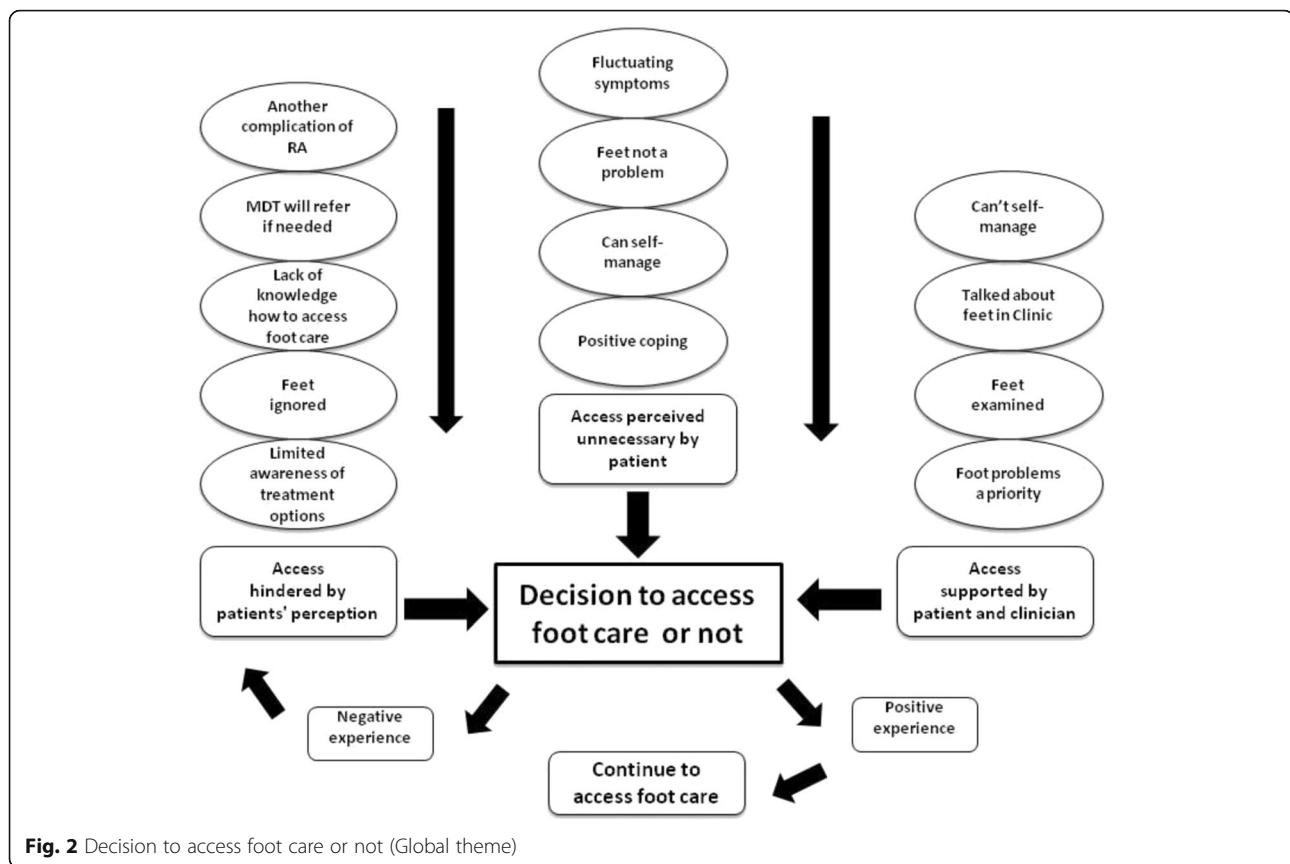 Another
complication of
RA
MDT will refer
if needed
Lack of
knowledge
how to access
foot care
Feet
ignored
Limited
awareness of
treatment
options
Access
hindered by
patients' perception
Fluctuating
symptoms
Feet not a
problem
Can self-
manage
Positive coping
Access perceived
unnecessary by
patient
Can't self-
manage
Talked about
feet in Clinic
Feet
examined
Foot problems
a priority
Access
supported by
patient and clinician
Decision to access
foot care or not
Negative
experience
Positive
experience
Continue to
access foot care
Fig. 2 Decision to access foot care or not (Global theme)